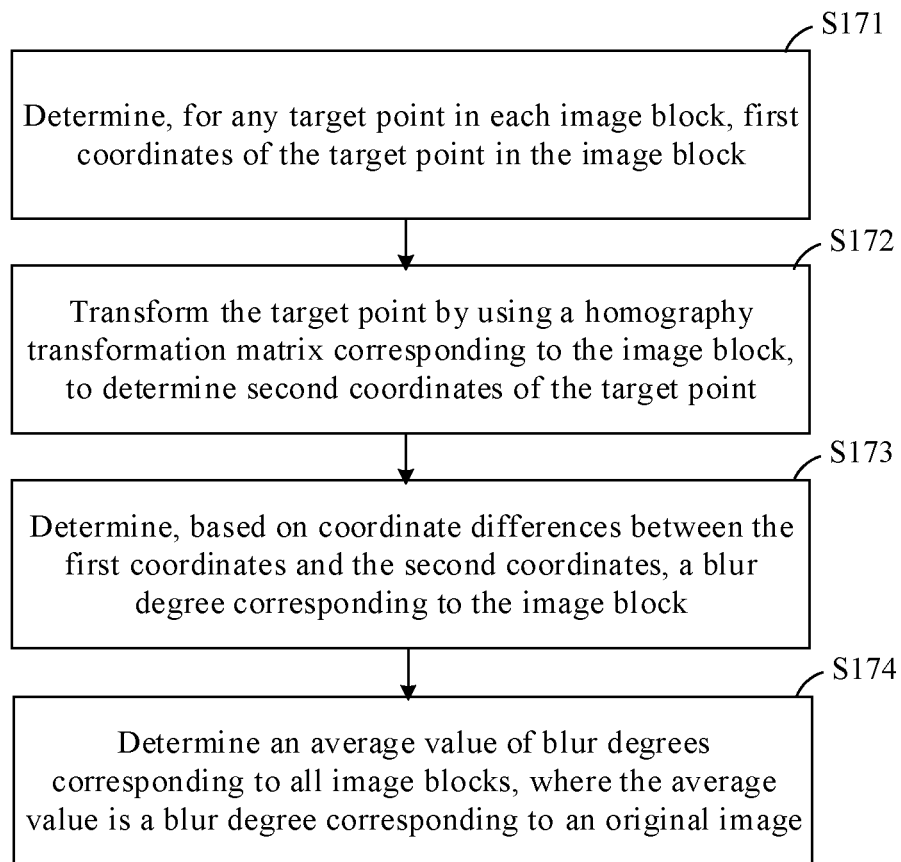 S171
Determine, for any target point in each image block, first
coordinates of the target point in the image block
S172
Transform the target point by using a homography
transformation matrix corresponding to the image block,
to determine second coordinates of the target point
S173
Determine, based on coordinate differences between the
first coordinates and the second coordinates, a blur
degree corresponding to the image block
S174
Determine an average value of blur degrees
corresponding to all image blocks, where the average
value is a blur degree corresponding to an original image